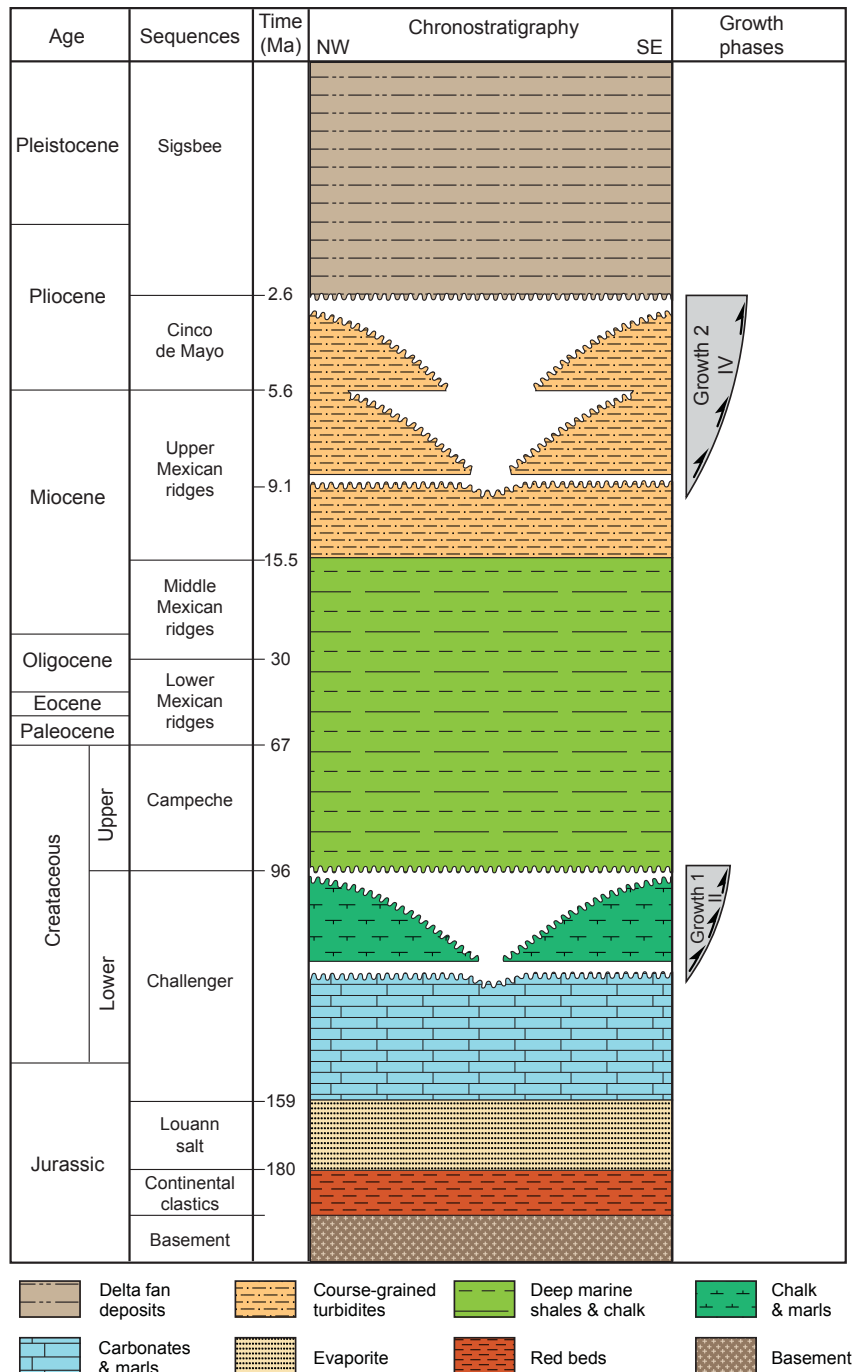 Age
Sequences
Time
(Ma)
Chronostratigraphy
NW
SE
Growth
phases
Pleistocene
Pliocene
Miocene
Oligocene
Eocene
Paleocene
Creataceous
Upper
Lower
Jurassic
Sigsbee
Cinco
de Mayo
Upper
Mexican
ridges
Middle
Mexican
ridges
Lower
Mexican
ridges
Campeche
Challenger
Louann
salt
Continental
clastics
Basement
2.6
5.6
9.1
15.5
30
67
96
159
180
Growth 2
IV
Growth 1
II
Delta fan
deposits
Course-grained
turbidites
Deep marine
shales & chalk
Chalk
& marls
Carbonates
& marls
Evaporite
Red beds
Basement